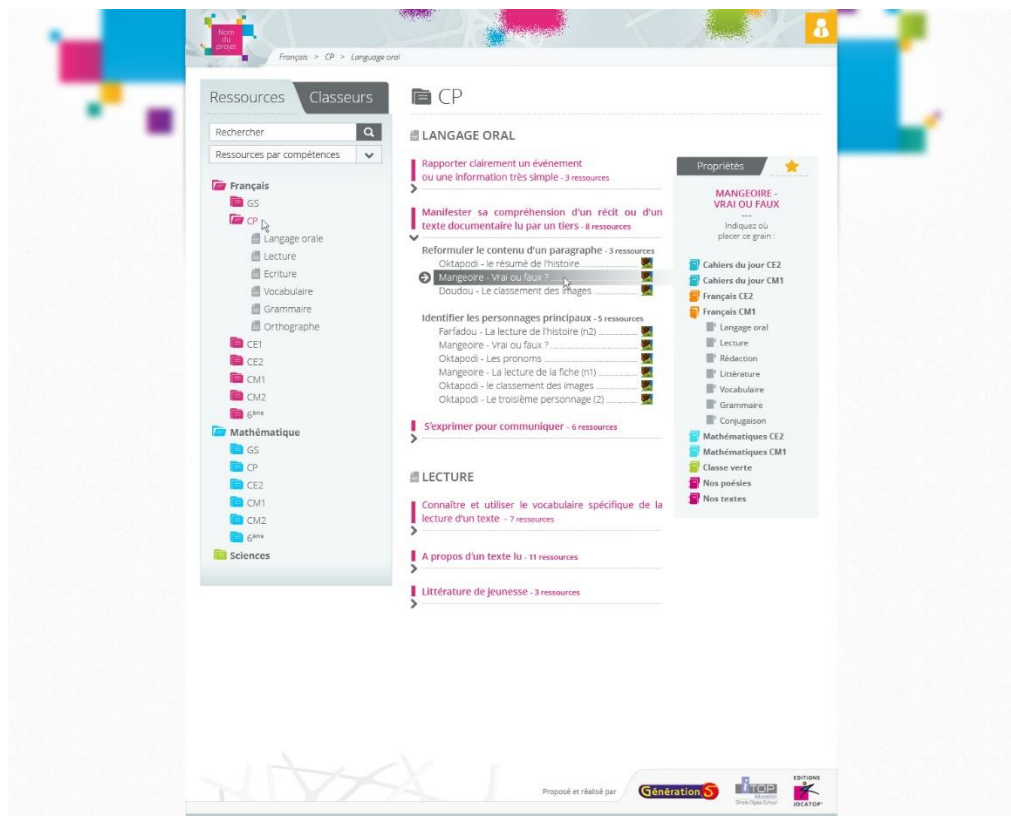 Nom
du
projet
Français > CP > Language oral
Ressources
Classeurs
Rechercher
Ressources par compétences
Français
GS
CP
Langage orale
Lecture
Ecriture
Vocabulaire
Grammaire
Orthographe
CE1
CE2
CM1
CM2
6ème
Mathématique
GS
CP
CE2
CM1
CM2
6ème
Sciences
CP
LANGAGE ORAL
Rapporter clairement un événement
ou une information très simple - 3 ressources
Manifester sa compréhension d'un récit ou d'un
texte documentaire lu par un tiers - 8 ressources
Reformuler le contenu d'un paragraphe - 3 ressources
Oktapodi - le résumé de l'histoire
Mangeoire - Vrai ou faux ?
Doudou - Le classement des images
Identifier les personnages principaux - 5 ressources
Farfadou - La lecture de l'histoire (n2)
Mangeoire - Vrai ou faux ?
Oktapodi - Les pronoms
Mangeoire - La lecture de la fiche (n1)
Oktapodi - le classement des images
Oktapodi - Le troisième personnage (2)
S'exprimer pour communiquer - 6 ressources
LECTURE
Connaître et utiliser le vocabulaire spécifique de la
lecture d'un texte - 7 ressources
A propos d'un texte lu - 11 ressources
Littérature de jeunesse - 3 ressources
Propriétés
MANGEOIRE -
VRAI OU FAUX
---
Indiquez où
placer ce grain :
Cahiers du jour CE2
Cahiers du jour CM1
Français CE2
Français CM1
Langage oral
Lecture
Rédaction
Littérature
Vocabulaire
Grammaire
Conjugaison
Mathématiques CE2
Mathématiques CM1
Classe verte
Nos poésies
Nos textes
Proposé et réalisé par
Génération 5
iTOP
éducation
EDITIONS
JOCATOP